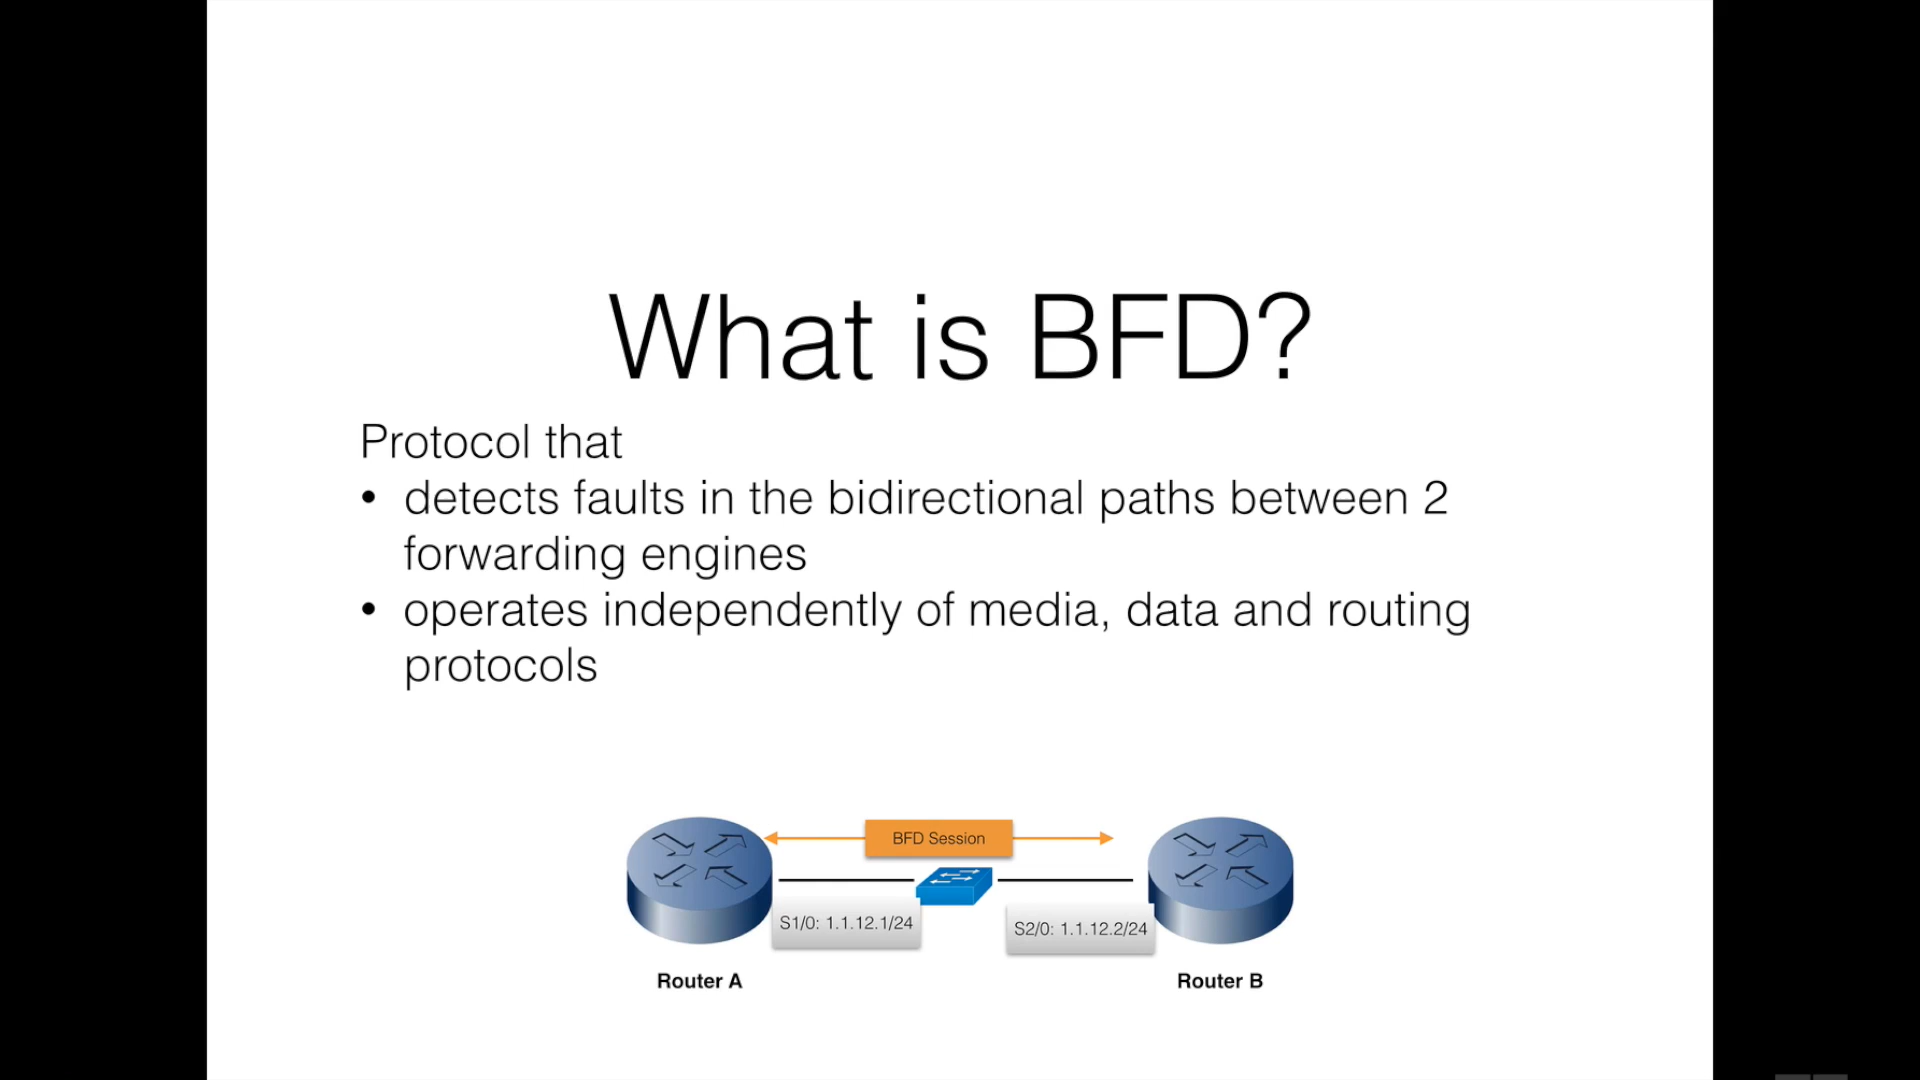 What is BFD?
Protocol that
• detects faults in the bidirectional paths between 2
forwarding engines
• operates independently of media, data and routing
protocols
BFD Session
S1/0: 1.1.12.1/24
S2/0: 1.1.12.2/24
Router A
Router B